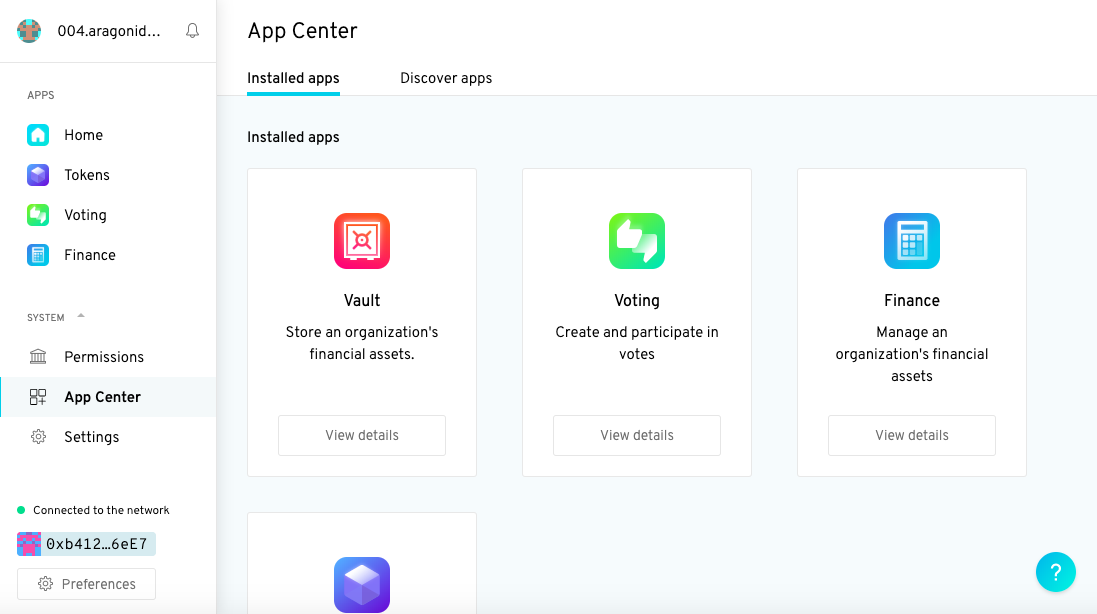 004.aragonid...
APPS
Home
Tokens
Voting
Finance
SYSTEM
Permissions
App Center
Settings
Connected to the network
0xb412…6eE7
Preferences
App Center
Installed apps
Discover apps
Installed apps
Vault
Store an organization's
financial assets.
View details
Voting
Create and participate in
votes
View details
Finance
Manage an
organization's financial
assets
View details
?